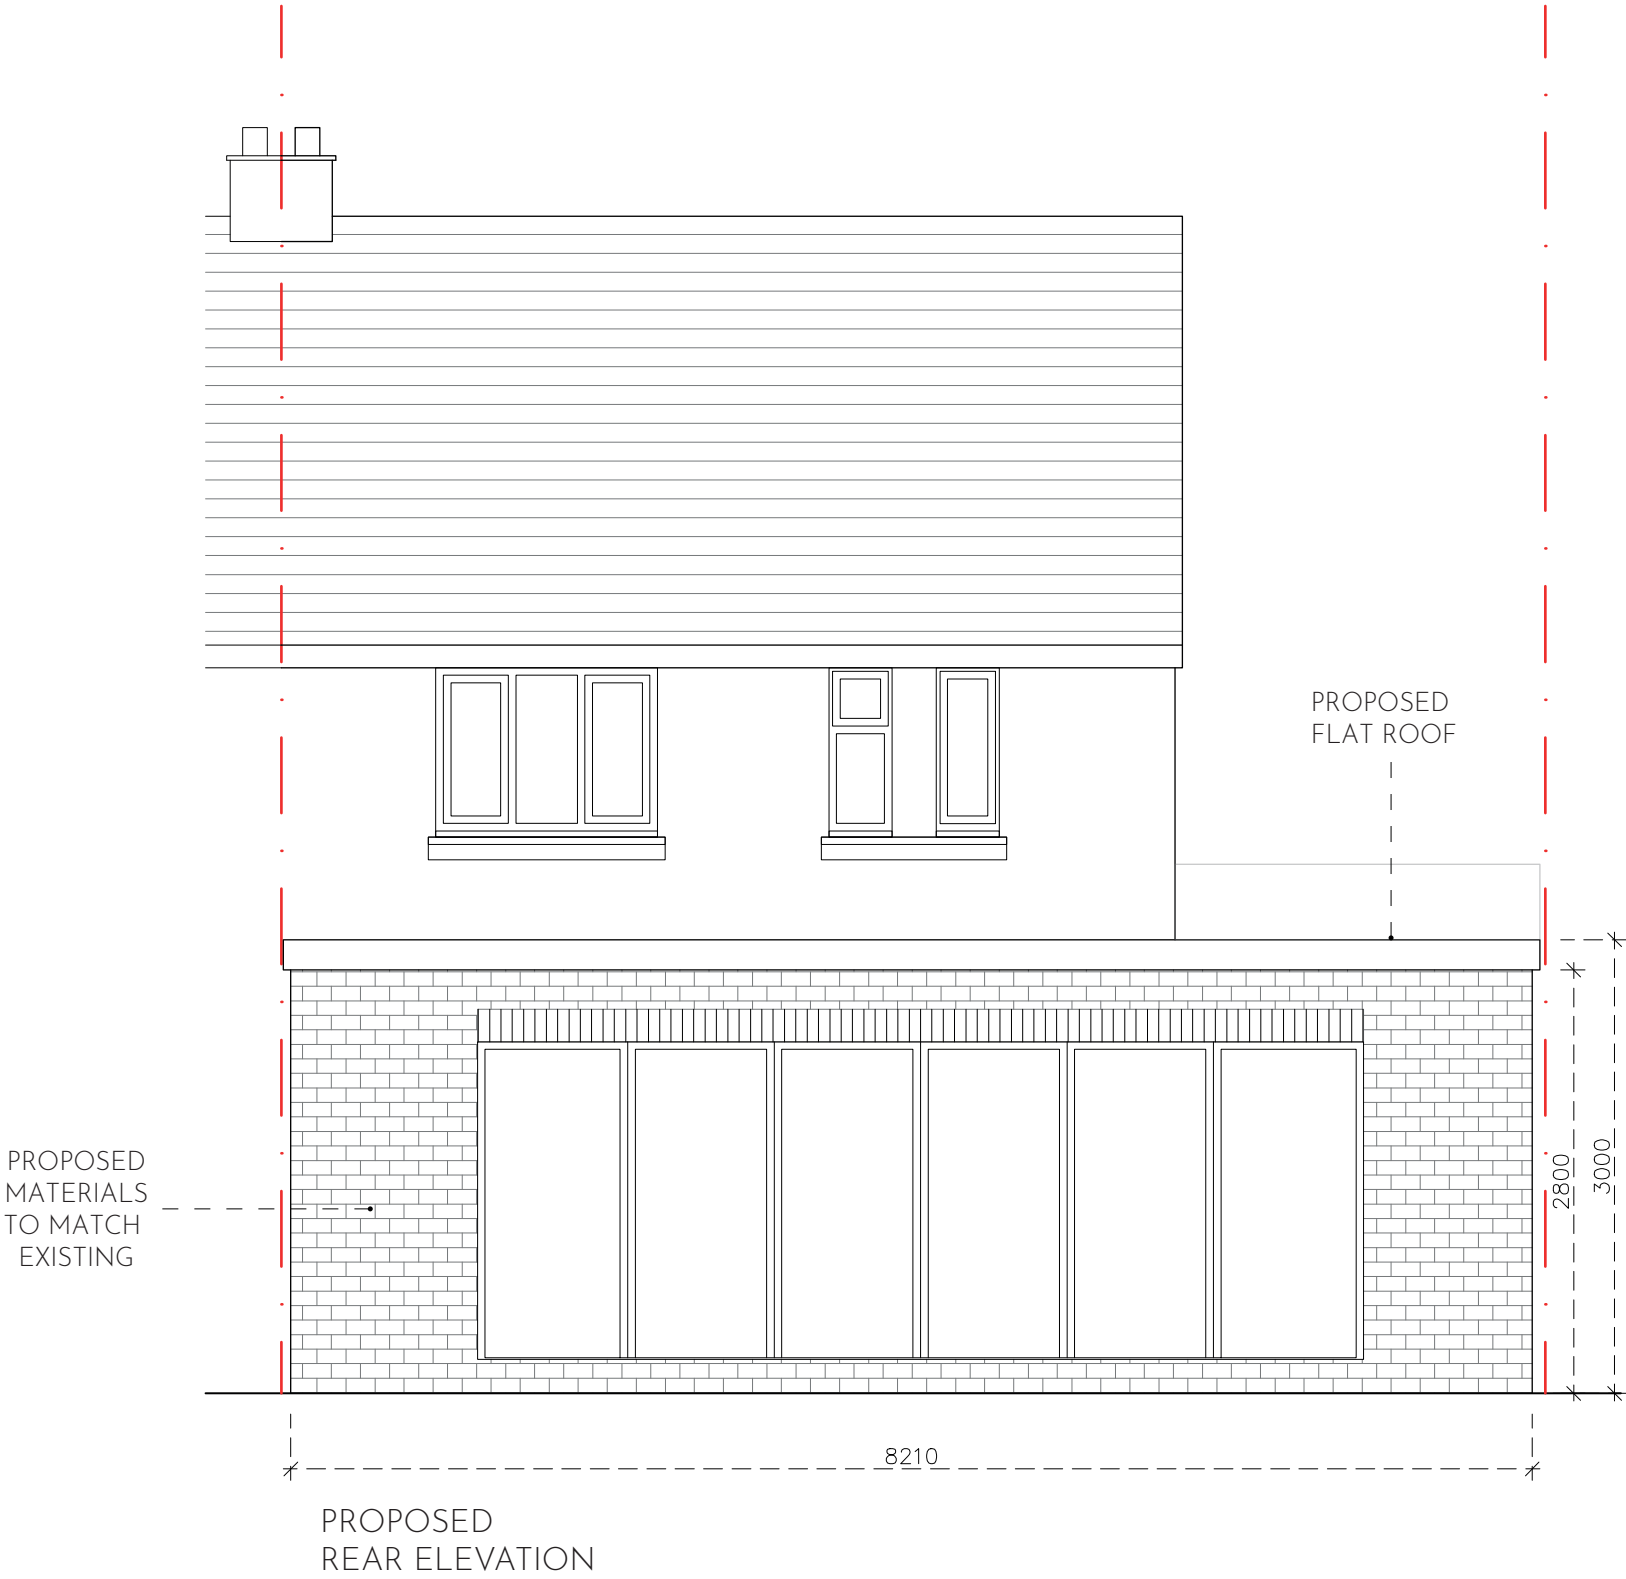 PROPOSED
FLAT ROOF
PROPOSED
MATERIALS
TO MATCH
EXISTING
2800
3000
8210
PROPOSED
REAR ELEVATION